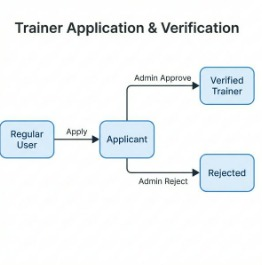 Trainer Application & Verification
Admin Approve
Verified
Trainer
Regular
User
Apply
Applicant
Admin Reject
Rejected